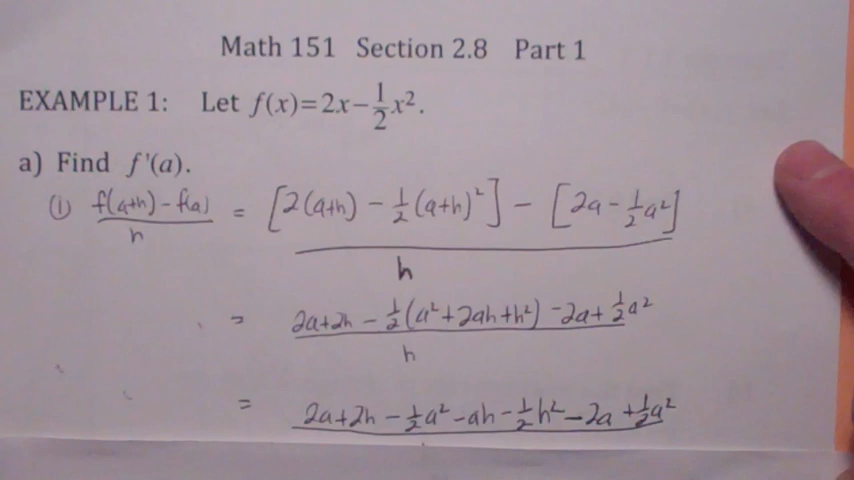 Math 151 Section 2.8 Part 1
EXAMPLE 1: Let f(x)=2x-1/2x².
a) Find f'(a).
① (f(a+h)-f(a))/h = ([2(a+h) - 1/2(a+h)²] - [2a - 1/2a²])/h
= (2a+2h - 1/2(a²+2ah+h²) -2a+1/2a²)/h
= 2a+2h-1/2a²-ah-1/2h²-2a+1/2a²